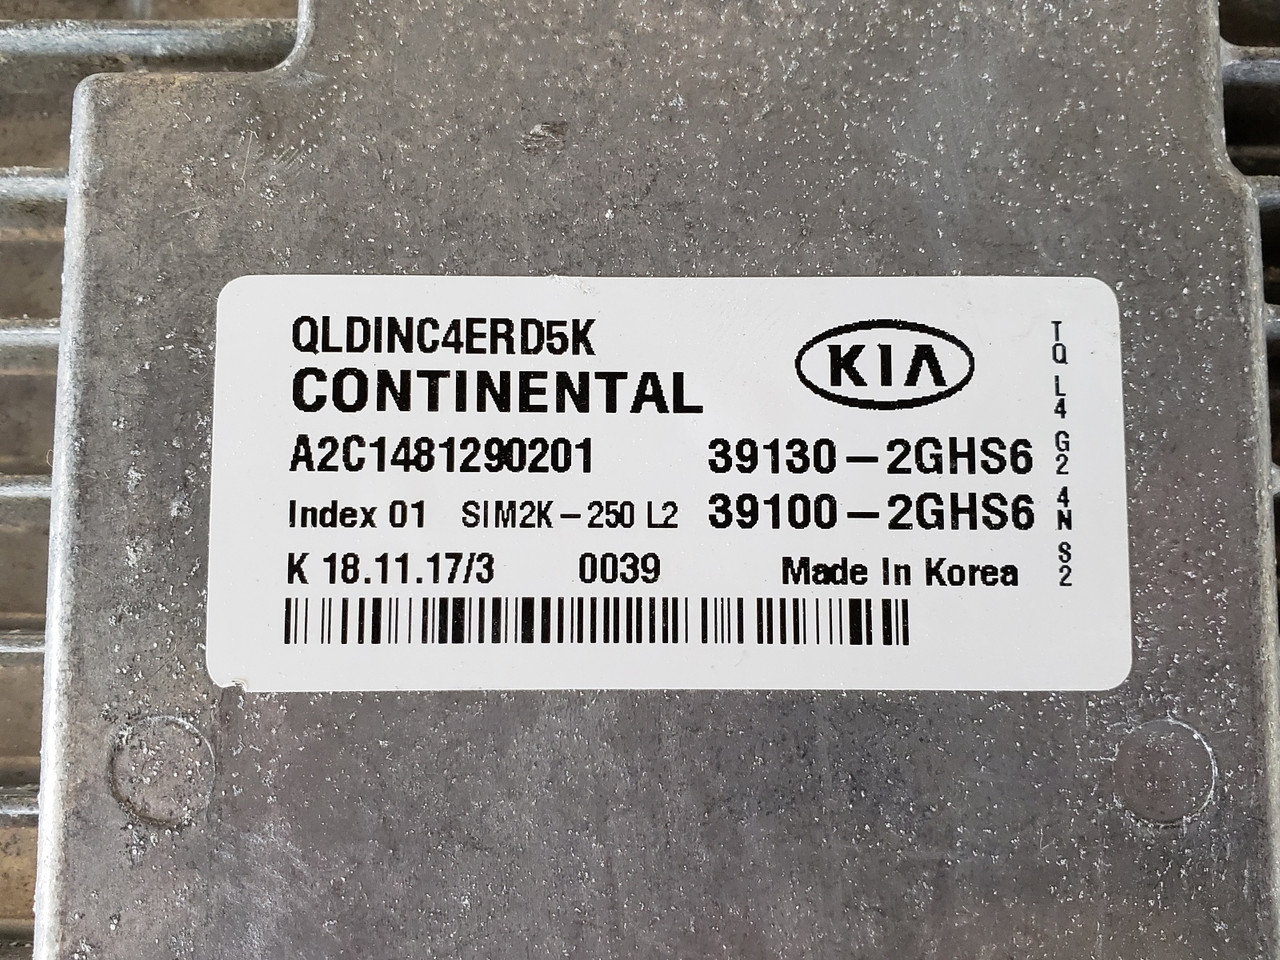 QLDINC4ERD5K
CONTINENTAL
KIA
A2C1481290201 39130-2GHS6
Index 01 SIM2K-250 L2 39100-2GHS6
K 18.11.17/3 0039 Made In Korea
TQ L4 G2 4N S2